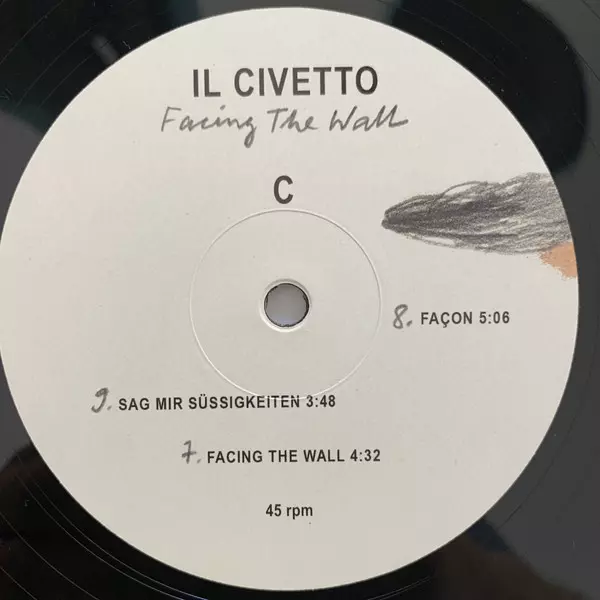 IL CIVETTO
Facing The Wall
C
8. FAÇON 5:06
9. SAG MIR SÜSSIGKEITEN 3:48
7. FACING THE WALL 4:32
45 rpm